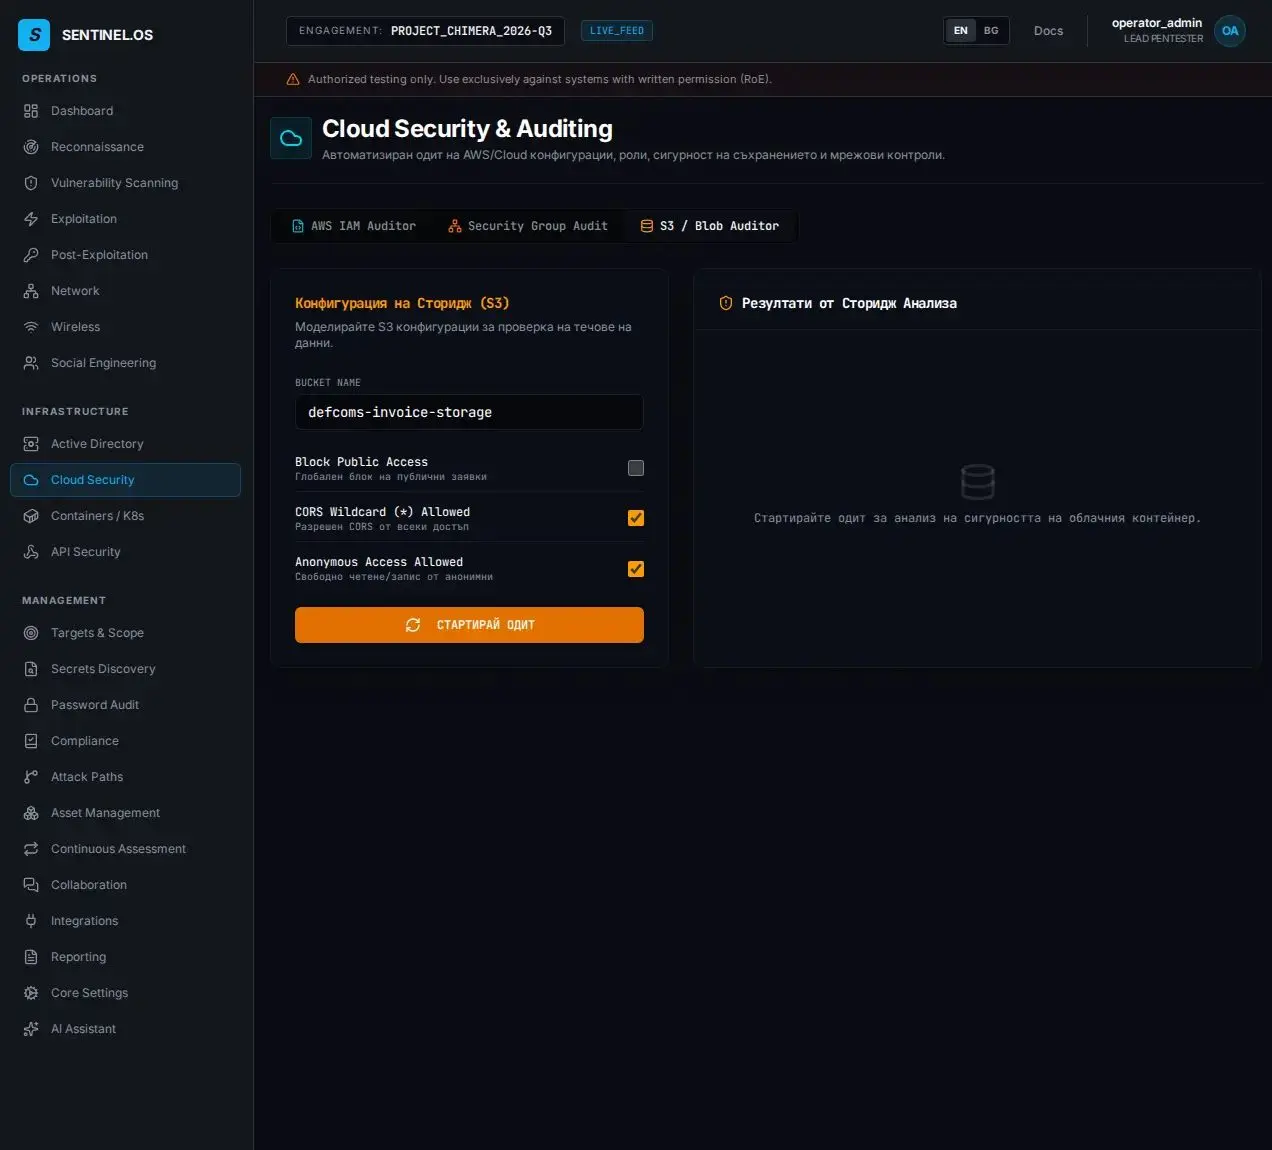 S SENTINEL.OS
OPERATIONS
Dashboard
Reconnaissance
Vulnerability Scanning
Exploitation
Post-Exploitation
Network
Wireless
Social Engineering
INFRASTRUCTURE
Active Directory
Cloud Security
Containers / K8s
API Security
MANAGEMENT
Targets & Scope
Secrets Discovery
Password Audit
Compliance
Attack Paths
Asset Management
Continuous Assessment
Collaboration
Integrations
Reporting
Core Settings
AI Assistant
ENGAGEMENT: PROJECT_CHIMERA_2026-Q3 LIVE_FEED EN BG Docs operator_admin OA
LEAD PENTESTER
Authorized testing only. Use exclusively against systems with written permission (RoE).
Cloud Security & Auditing
Автоматизиран одит на AWS/Cloud конфигурации, роли, сигурност на съхранението и мрежови контроли.
AWS IAM Auditor Security Group Audit S3 / Blob Auditor
Конфигурация на Сторидж (S3)
Моделирайте S3 конфигурации за проверка на течове на
данни.
BUCKET NAME
defcoms-invoice-storage
Block Public Access
Глобален блок на публични заявки
CORS Wildcard (*) Allowed
Разрешен CORS от всеки достъп
Anonymous Access Allowed
Свободно четене/запис от анонимни
СТАРТИРАЙ ОДИТ
Резултати от Сторидж Анализа
Стартирайте одит за анализ на сигурността на облачния контейнер.